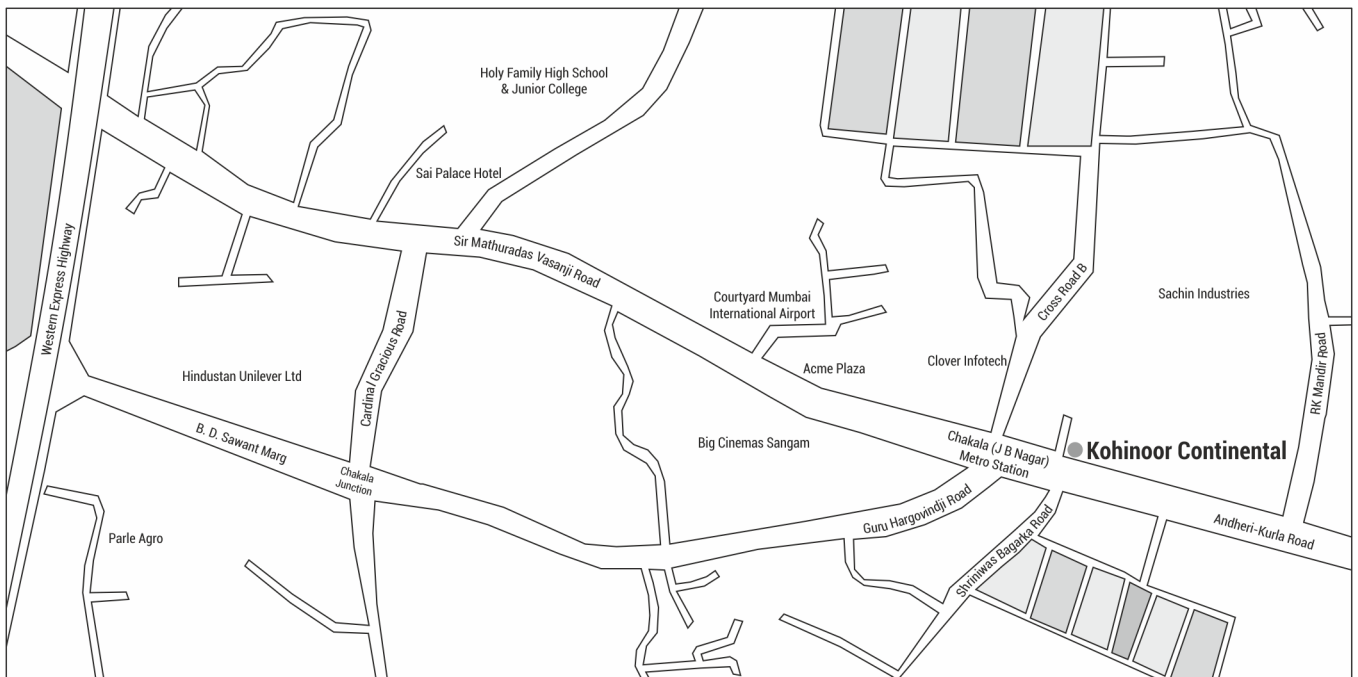 Holy Family High School
& Junior College
Sai Palace Hotel
Sir Mathuradas Vasanji Road
Western Express Highway
Courtyard Mumbai
International Airport
Cross Road B
Sachin Industries
Hindustan Unilever Ltd
Cardinal Gracious Road
Acme Plaza
Clover Infotech
RK Mandir Road
B. D. Sawant Marg
Big Cinemas Sangam
Chakala (J B Nagar)
Metro Station
Kohinoor Continental
Chakala
Junction
Guru Hargovindji Road
Andheri-Kurla Road
Parle Agro
Shriniwas Bagarka Road